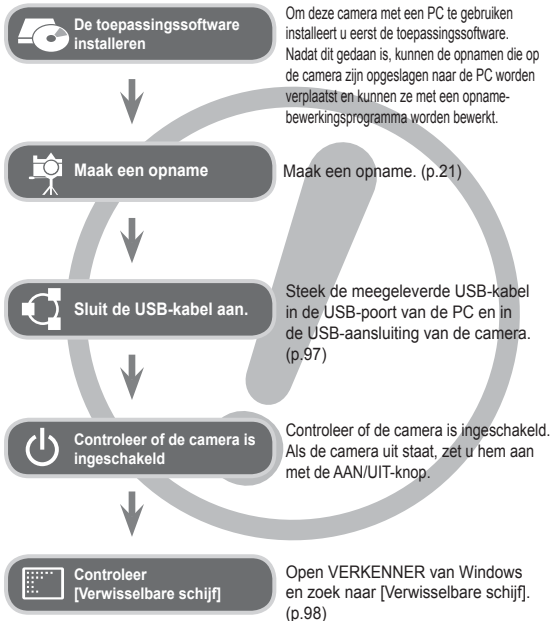 De toepassingssoftware
installeren
Om deze camera met een PC te gebruiken
installeert u eerst de toepassingssoftware.
Nadat dit gedaan is, kunnen de opnamen die op
de camera zijn opgeslagen naar de PC worden
verplaatst en kunnen ze met een opname-
bewerkingsprogramma worden bewerkt.
Maak een opname
Maak een opname. (p.21)
Sluit de USB-kabel aan.
Steek de meegeleverde USB-kabel
in de USB-poort van de PC en in
de USB-aansluiting van de camera.
(p.97)
Controleer of de camera is
ingeschakeld
Controleer of de camera is ingeschakeld.
Als de camera uit staat, zet u hem aan
met de AAN/UIT-knop.
Controleer
[Verwisselbare schijf]
Open VERKENNER van Windows
en zoek naar [Verwisselbare schijf].
(p.98)